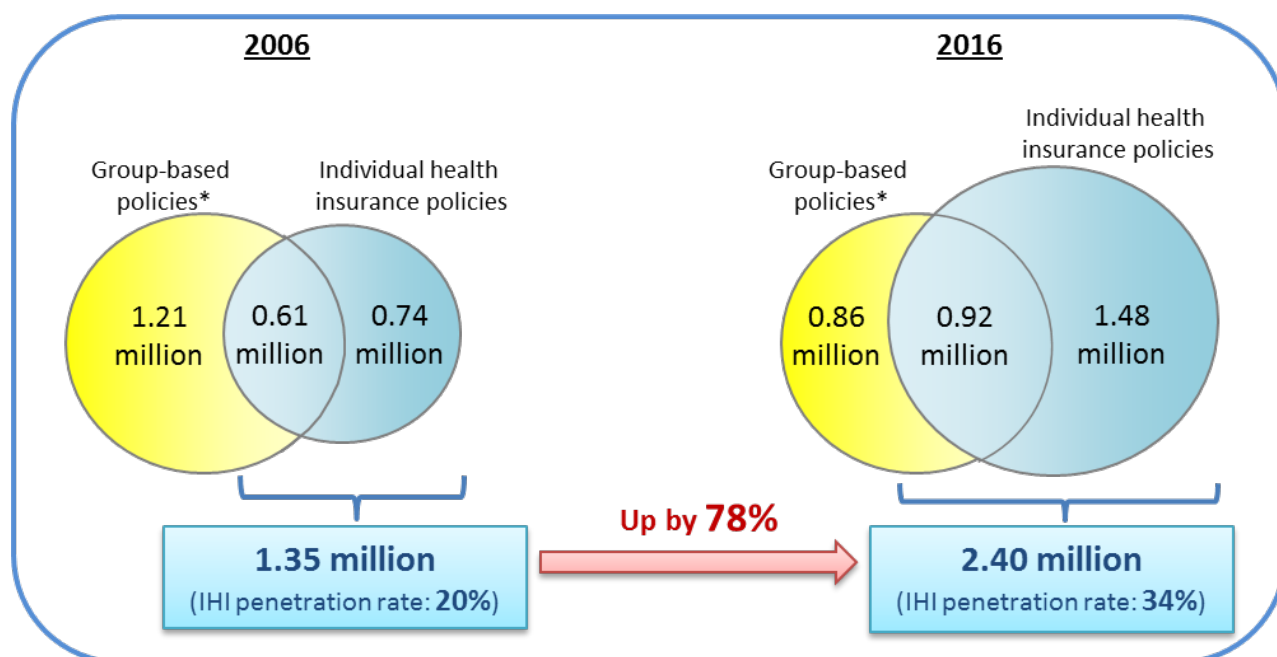 2006
Group-based
policies*
Individual health
insurance policies
1.21
million
0.61
million
0.74
million
1.35 million
(IHI penetration rate: 20%)
Up by 78%
2016
Group-based
policies*
Individual health
insurance policies
0.86
million
0.92
million
1.48
million
2.40 million
(IHI penetration rate: 34%)